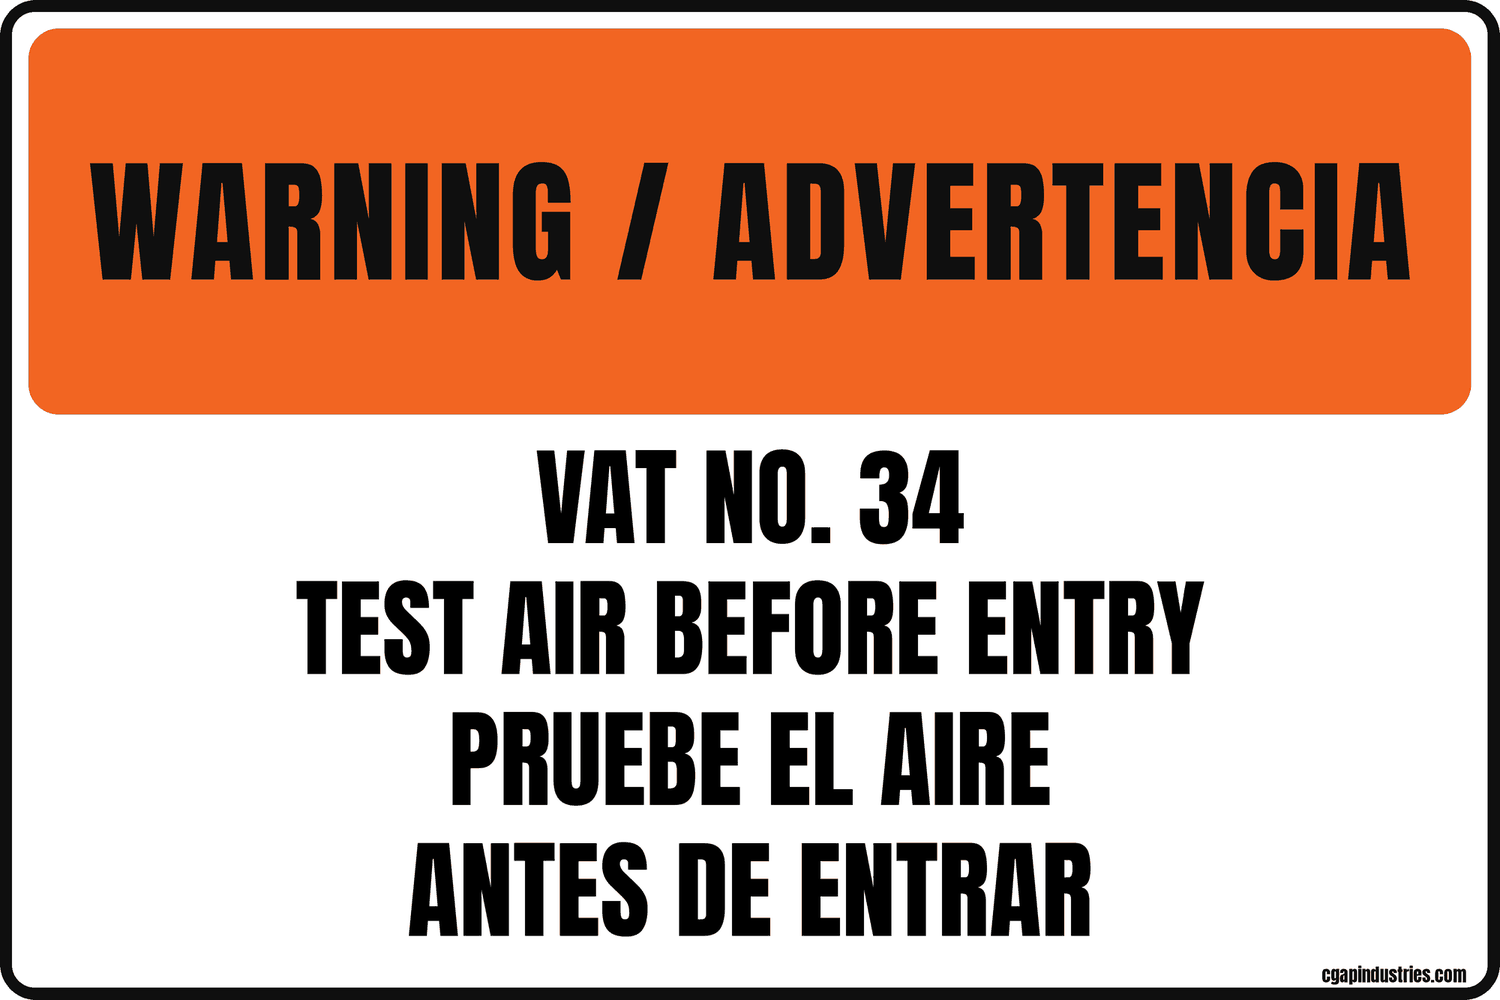 WARNING / ADVERTENCIA
VAT NO. 34
TEST AIR BEFORE ENTRY
PRUEBE EL AIRE
ANTES DE ENTRAR
cgapindustries.com